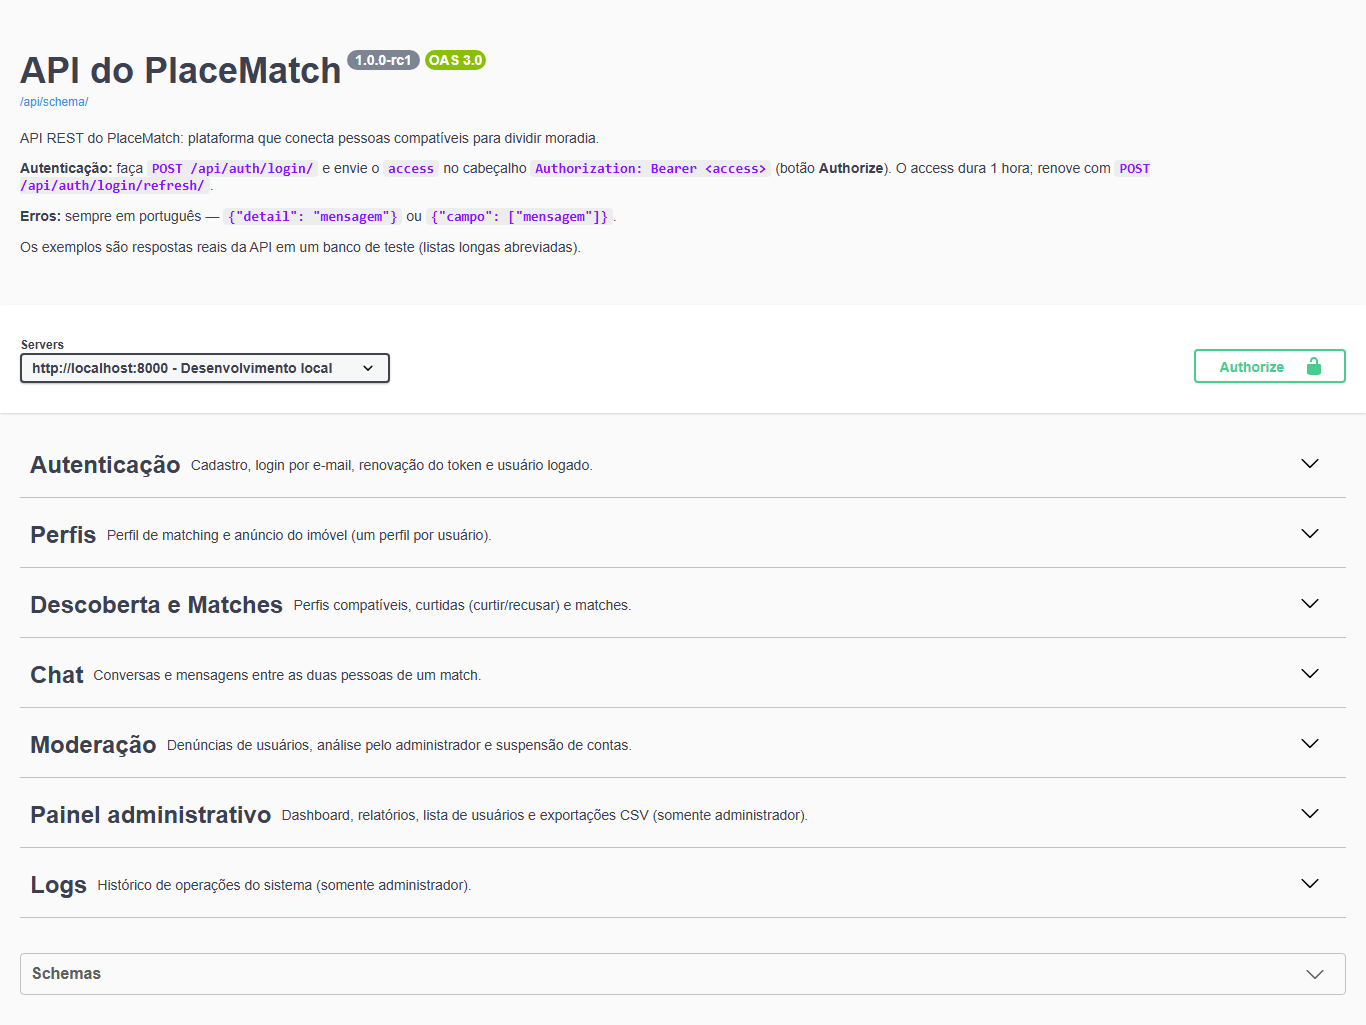 API do PlaceMatch 1.0.0-rc1 OAS 3.0
/api/schema/
API REST do PlaceMatch: plataforma que conecta pessoas compatíveis para dividir moradia.
Autenticação: faça POST /api/auth/login/ e envie o access no cabeçalho Authorization: Bearer <access> (botão Authorize). O access dura 1 hora; renove com POST
/api/auth/login/refresh/ .
Erros: sempre em português — {"detail": "mensagem"} ou {"campo": ["mensagem"]} .
Os exemplos são respostas reais da API em um banco de teste (listas longas abreviadas).
Servers
http://localhost:8000 - Desenvolvimento local
Authorize
Autenticação Cadastro, login por e-mail, renovação do token e usuário logado.
Perfis Perfil de matching e anúncio do imóvel (um perfil por usuário).
Descoberta e Matches Perfis compatíveis, curtidas (curtir/recusar) e matches.
Chat Conversas e mensagens entre as duas pessoas de um match.
Moderação Denúncias de usuários, análise pelo administrador e suspensão de contas.
Painel administrativo Dashboard, relatórios, lista de usuários e exportações CSV (somente administrador).
Logs Histórico de operações do sistema (somente administrador).
Schemas